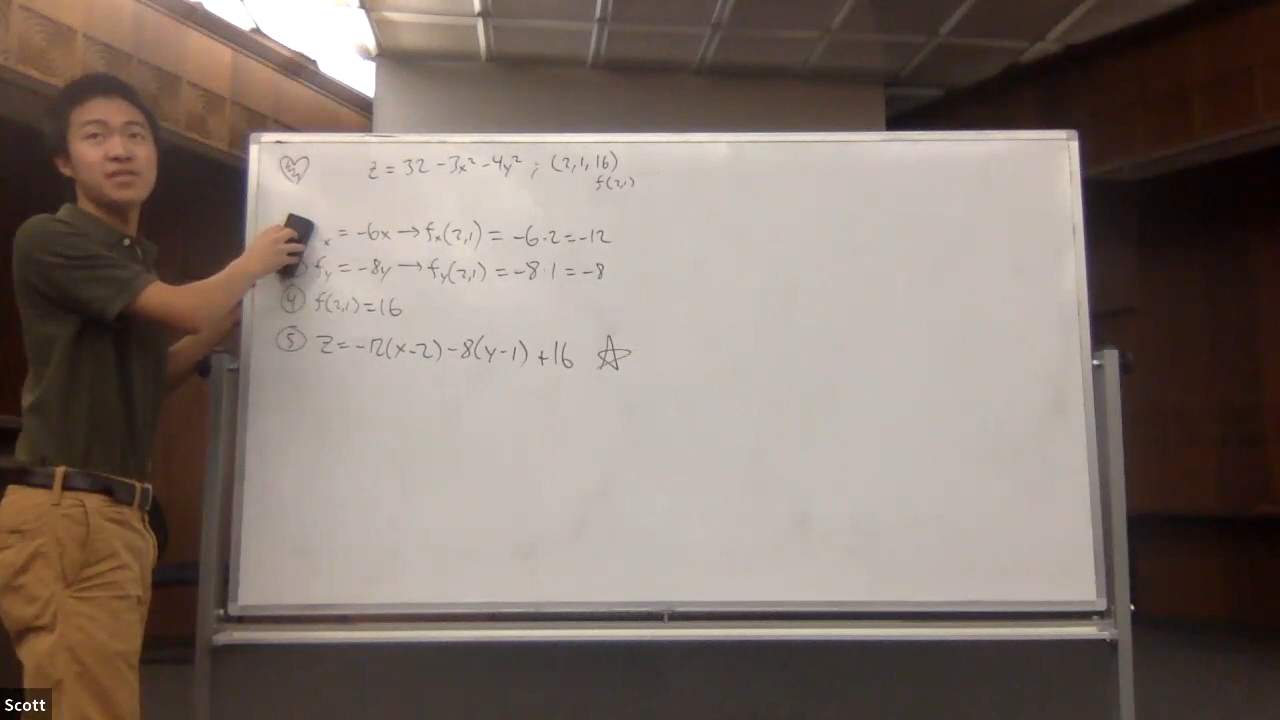 z = 32 - 3x² - 4y² ; (2,1,16)
f(2,1)
x = -6x → fx(2,1) = -6·2 = -12
fy = -8y → fy(2,1) = -8·1 = -8
④ f(2,1) = 16
⑤ z = -12(x-2) - 8(y-1) + 16 ☆
Scott